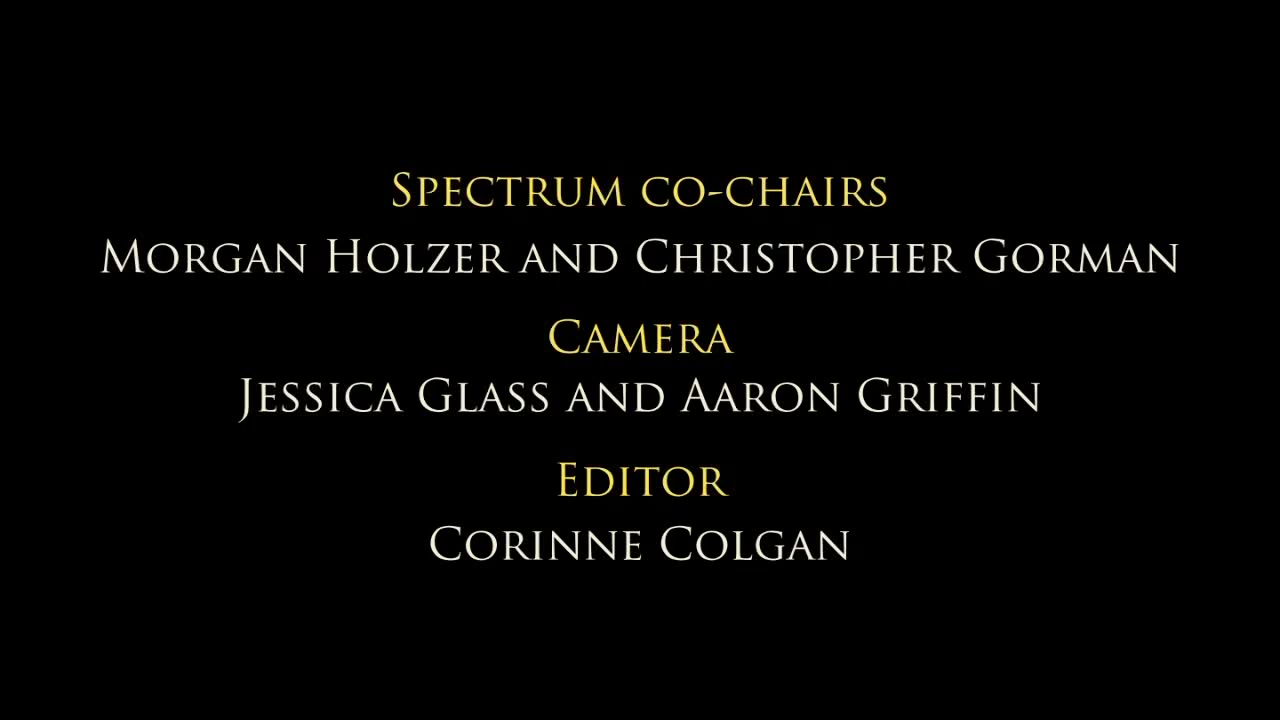 Spectrum co-chairs
Morgan Holzer and Christopher Gorman
Camera
Jessica Glass and Aaron Griffin
Editor
Corinne Colgan